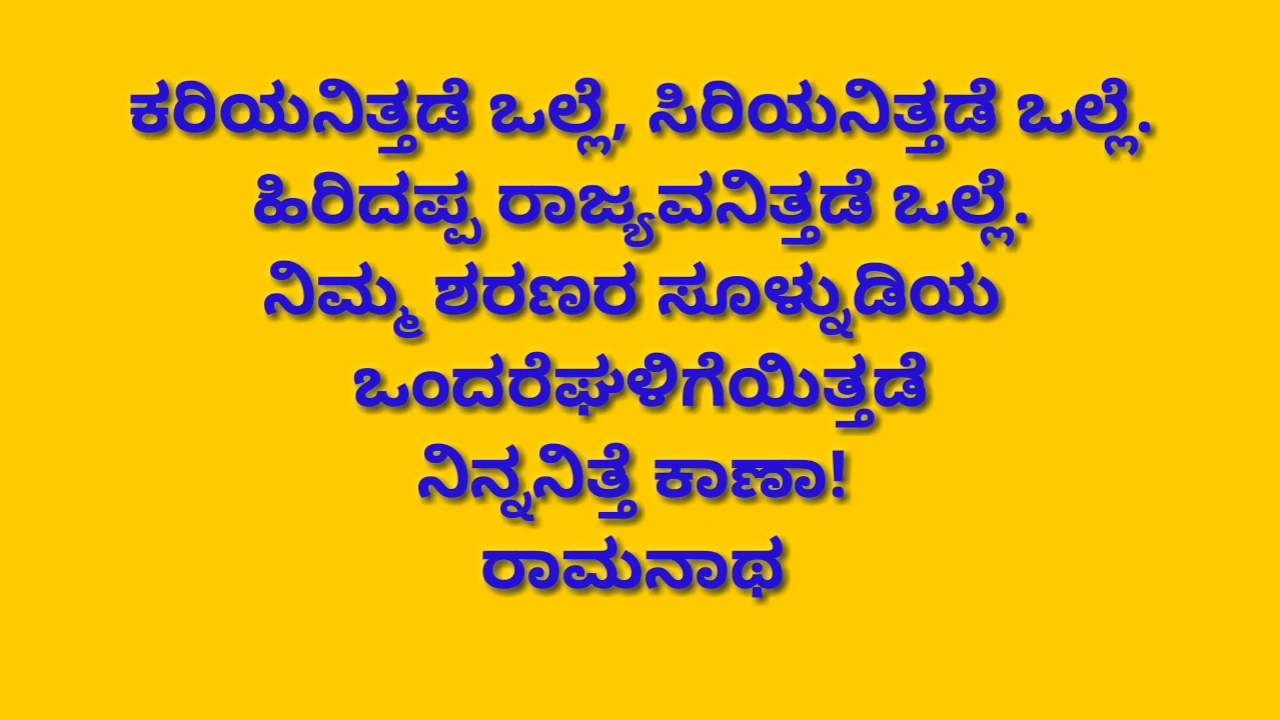 ಕರಿಯನಿತ್ತಡೆ ಒಲ್ಲೆ, ಸಿರಿಯನಿತ್ತಡೆ ಒಲ್ಲೆ.
ಹಿರಿದಪ್ಪ ರಾಜ್ಯವನಿತ್ತಡೆ ಒಲ್ಲೆ.
ನಿಮ್ಮ ಶರಣರ ಸೂಳ್ನುಡಿಯ
ಒಂದರೆಘಳಿಗೆಯಿತ್ತಡೆ
ನಿನ್ನನಿತ್ತೆ ಕಾಣಾ!
ರಾಮನಾಥ